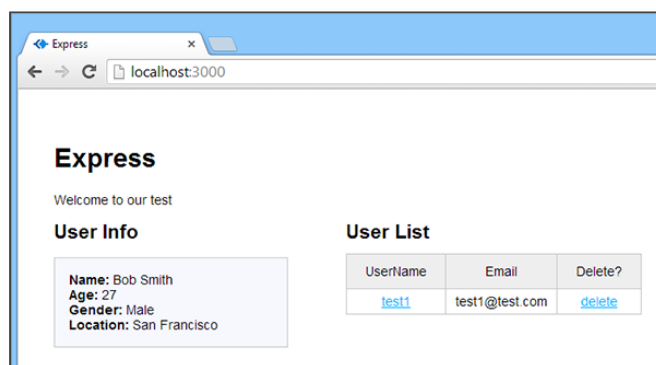 Express
localhost:3000
Express
Welcome to our test
User Info
Name: Bob Smith
Age: 27
Gender: Male
Location: San Francisco
User List
UserName Email Delete?
test1 test1@test.com delete